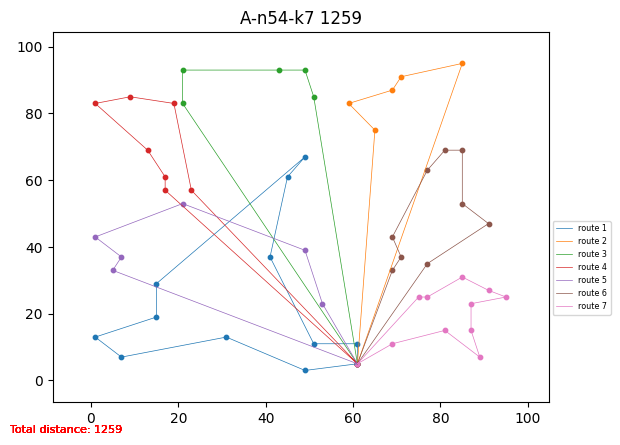 A-n54-k7 1259
100
80
60
40
20
0
0 20 40 60 80 100
route 1
route 2
route 3
route 4
route 5
route 6
route 7
Total distance: 1259